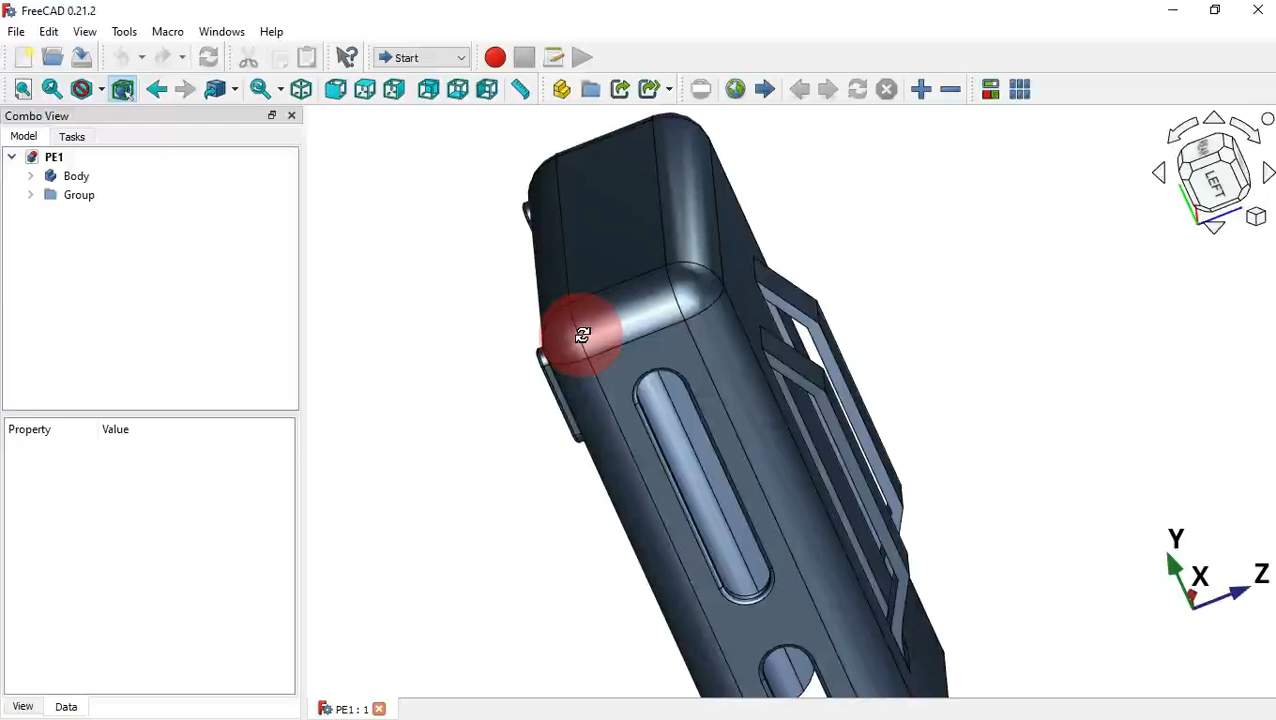 FreeCAD 0.21.2
File Edit View Tools Macro Windows Help
Start
Combo View
Model Tasks
PE1
Body
Group
Property Value
View Data
PE1 : 1
LEFT
Y
X
Z